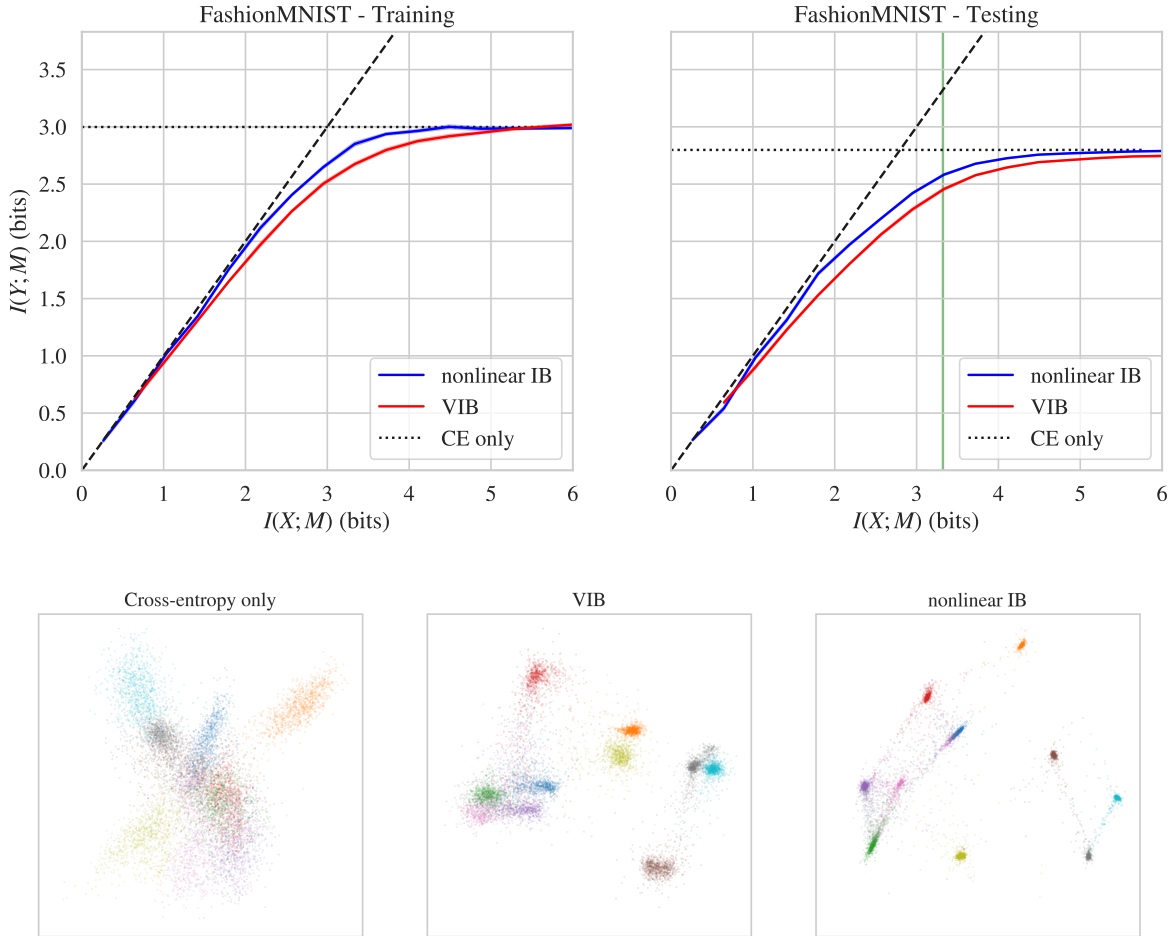 FashionMNIST - Training
FashionMNIST - Testing
3.5
3.0
2.5
2.0
1.5
1.0
0.5
0.0
I(Y; M) (bits)
nonlinear IB
VIB
CE only
nonlinear IB
VIB
CE only
0 1 2 3 4 5 6
0 1 2 3 4 5 6
I(X; M) (bits)
I(X; M) (bits)
Cross-entropy only
VIB
nonlinear IB